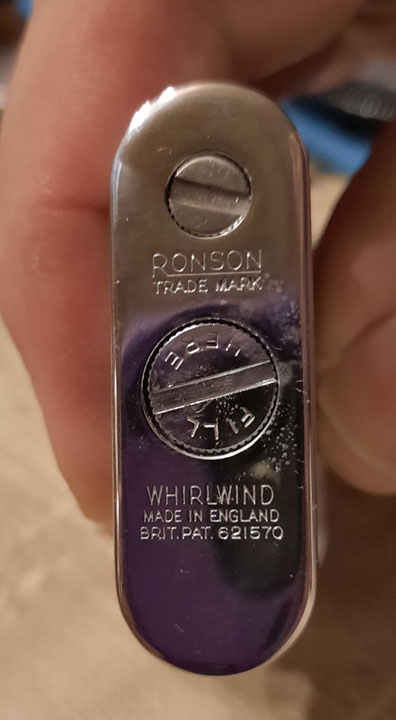 RONSON
TRADE MARK
FILL HERE
WHIRLWIND
MADE IN ENGLAND
BRIT. PAT. 621570